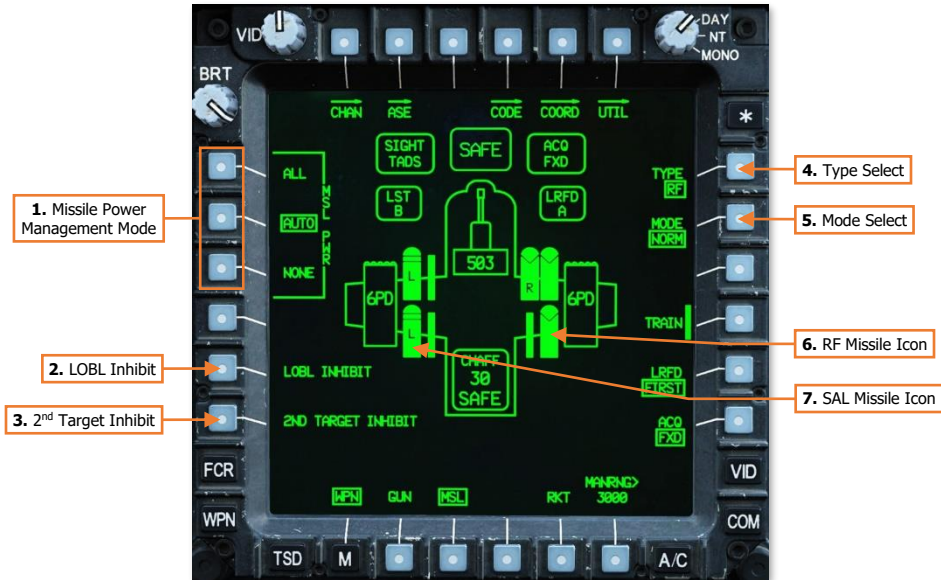 VID
DAY
NT
MONO
BRT
CHAN
ASE
CODE
COORD
UTIL
*
SIGHT
TADS
SAFE
ACQ
FXD
ALL
MSL PWR
LST
B
LRFD
A
TYPE
RF
4. Type Select
1. Missile Power
Management Mode
AUTO
MODE
NORM
5. Mode Select
NONE
503
L
R
6PD
6PD
TRAIN
6. RF Missile Icon
L
2. LOBL Inhibit
LOBL INHIBIT
CHAFF
30
SAFE
LRFD
FIRST
7. SAL Missile Icon
3. 2nd Target Inhibit
2ND TARGET INHIBIT
ACQ
FXD
FCR
VID
WPN
GUN
MSL
RKT
MANRNG>
3000
WPN
COM
TSD
M
A/C